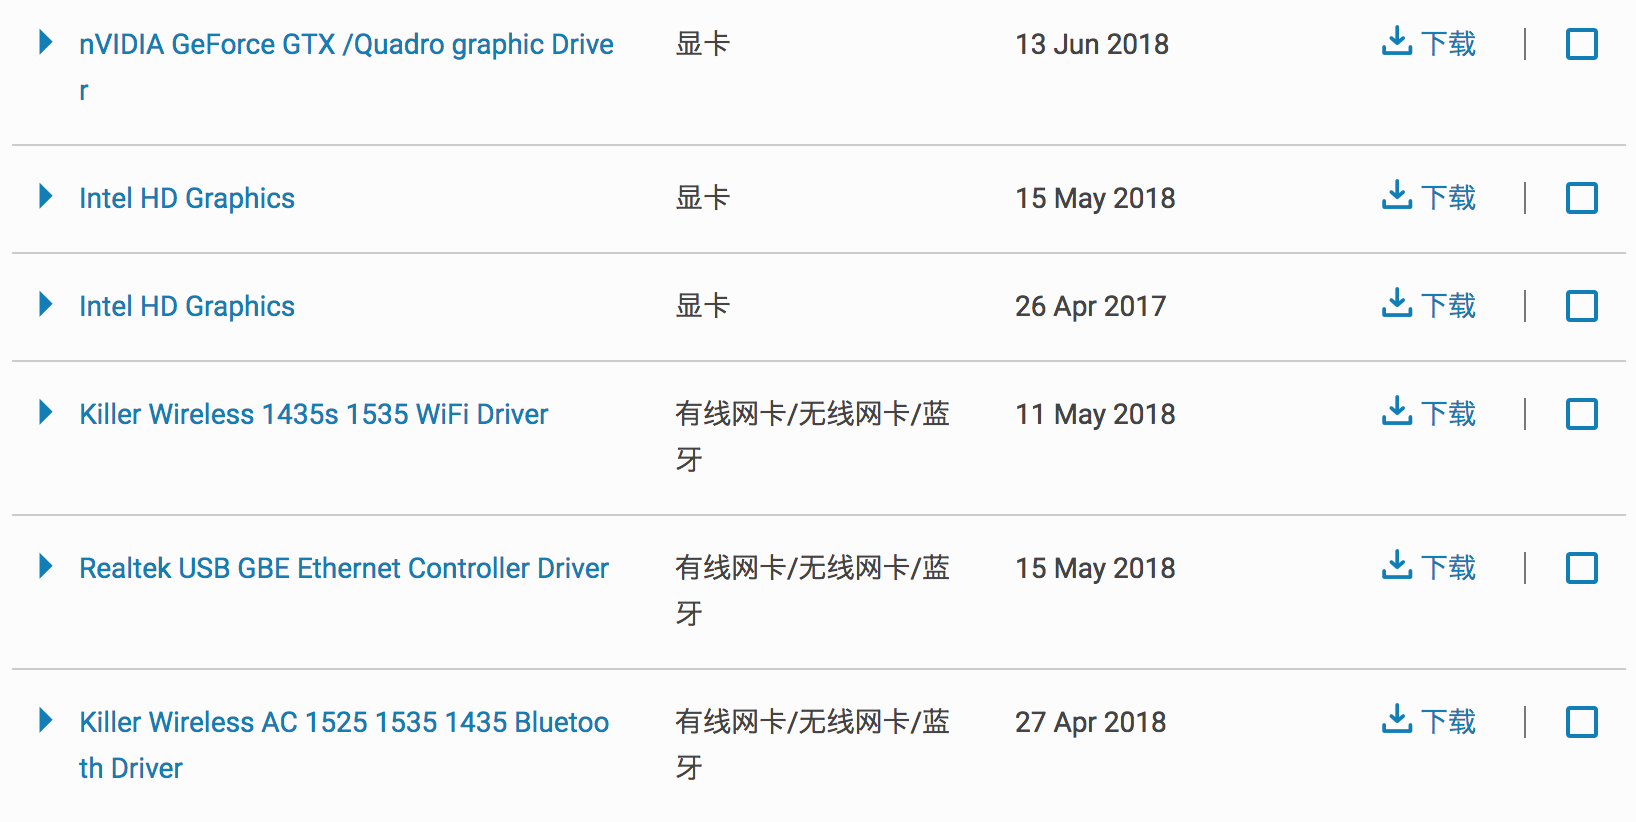 nVIDIA GeForce GTX /Quadro graphic Drive 显卡 13 Jun 2018 下载
r
Intel HD Graphics 显卡 15 May 2018 下载
Intel HD Graphics 显卡 26 Apr 2017 下载
Killer Wireless 1435s 1535 WiFi Driver 有线网卡/无线网卡/蓝 11 May 2018 下载
牙
Realtek USB GBE Ethernet Controller Driver 有线网卡/无线网卡/蓝 15 May 2018 下载
牙
Killer Wireless AC 1525 1535 1435 Bluetoo 有线网卡/无线网卡/蓝 27 Apr 2018 下载
th Driver 牙